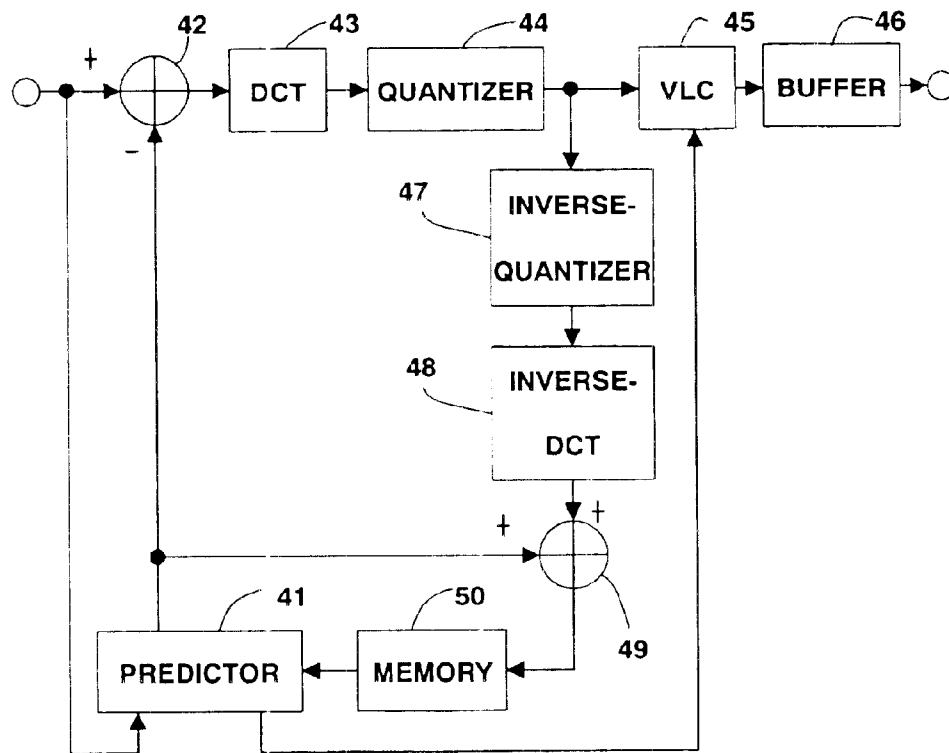 42
43
44
45
46
+
DCT
QUANTIZER
VLC
BUFFER
−
47
INVERSE-
QUANTIZER
48
INVERSE-
DCT
+
+
49
41
50
PREDICTOR
MEMORY